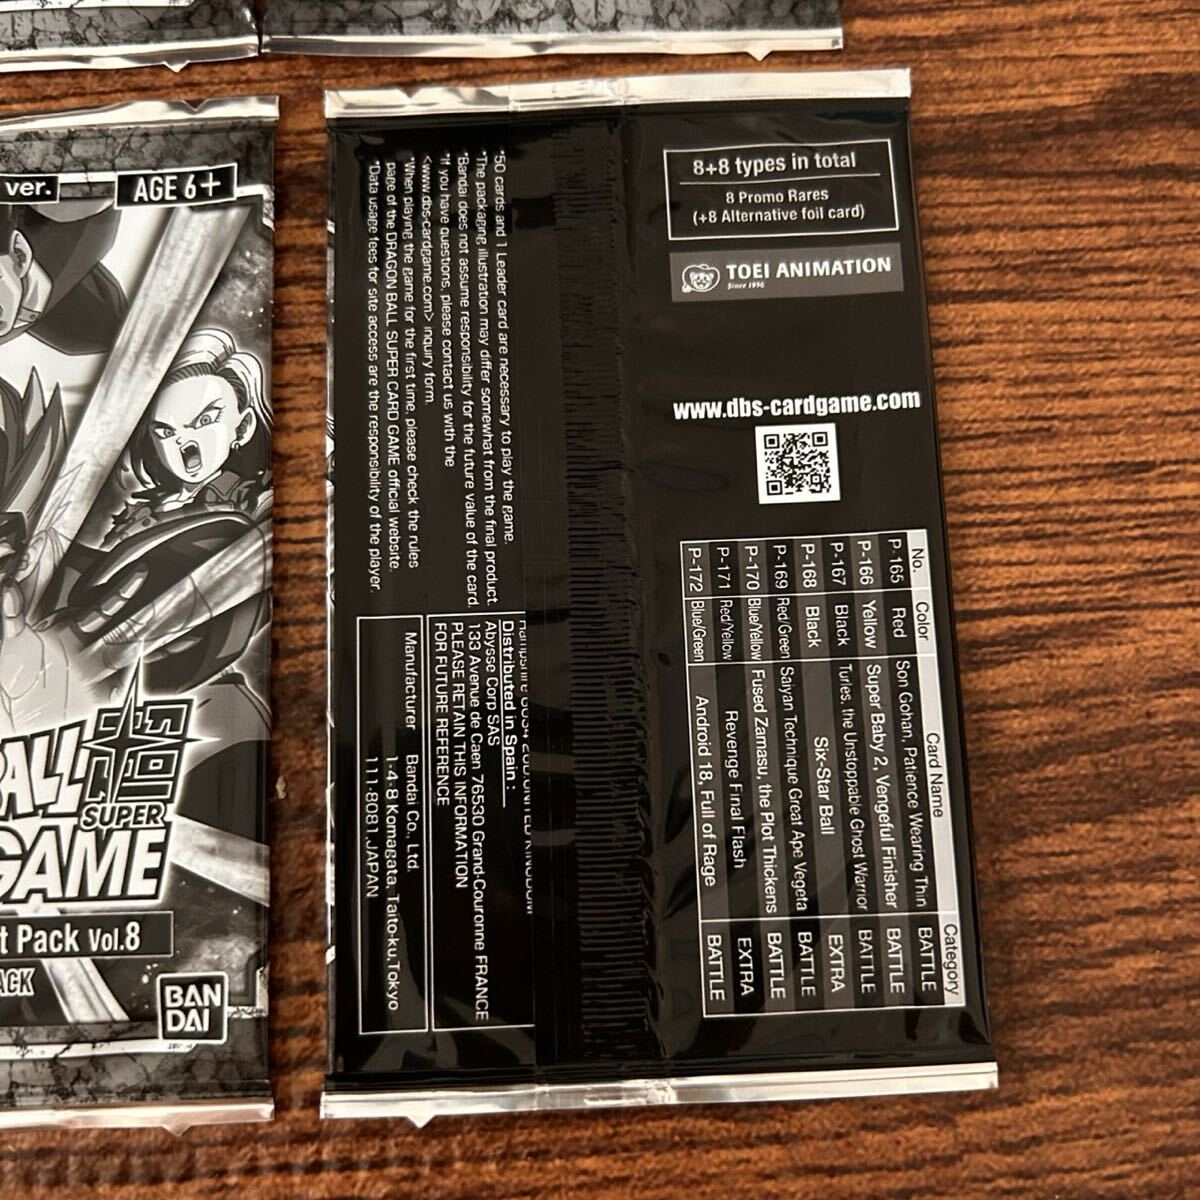 ver.
AGE 6+
BALL
SUPER
GAME
t Pack Vol.8
ACK
BAN
DAI
8+8 types in total
8 Promo Rares
(+8 Alternative foil card)
TOEI ANIMATION
Since 1956
www.dbs-cardgame.com
No. Color Card Name Category
P-165 Red Son Gohan, Patience Wearing Thin BATTLE
P-166 Yellow Super Baby 2, Vengeful Finisher BATTLE
P-167 Black Turles, the Unstoppable Ghost Warrior BATTLE
P-168 Black Six-Star Ball EXTRA
P-169 Red/Green Saiyan Technique Great Ape Vegeta BATTLE
P-170 Blue/Yellow Fused Zamasu, the Plot Thickens BATTLE
P-171 Red/Yellow Revenge Final Flash EXTRA
P-172 Blue/Green Android 18, Full of Rage BATTLE
*50 cards and 1 Leader card are necessary to play the game.
*The packaging illustration may differ somewhat from the final product.
*Bandai does not assume responsibility for the future value of the card.
*If you have questions, please contact us with the
<www.dbs-cardgame.com> inquiry form.
*When playing the game for the first time, please check the rules
page of the DRAGON BALL SUPER CARD GAME official website.
*Data usage fees for site access are the responsibility of the player.
UNITED KINGDOM
Distributed in Spain :
Abysse Corp SAS
133 Avenue de Caen 76530 Grand-Couronne FRANCE
PLEASE RETAIN THIS INFORMATION
FOR FUTURE REFERENCE
Manufacturer Bandai Co., Ltd.
1-4-8 Komagata, Taito-ku, Tokyo
111-8081, JAPAN